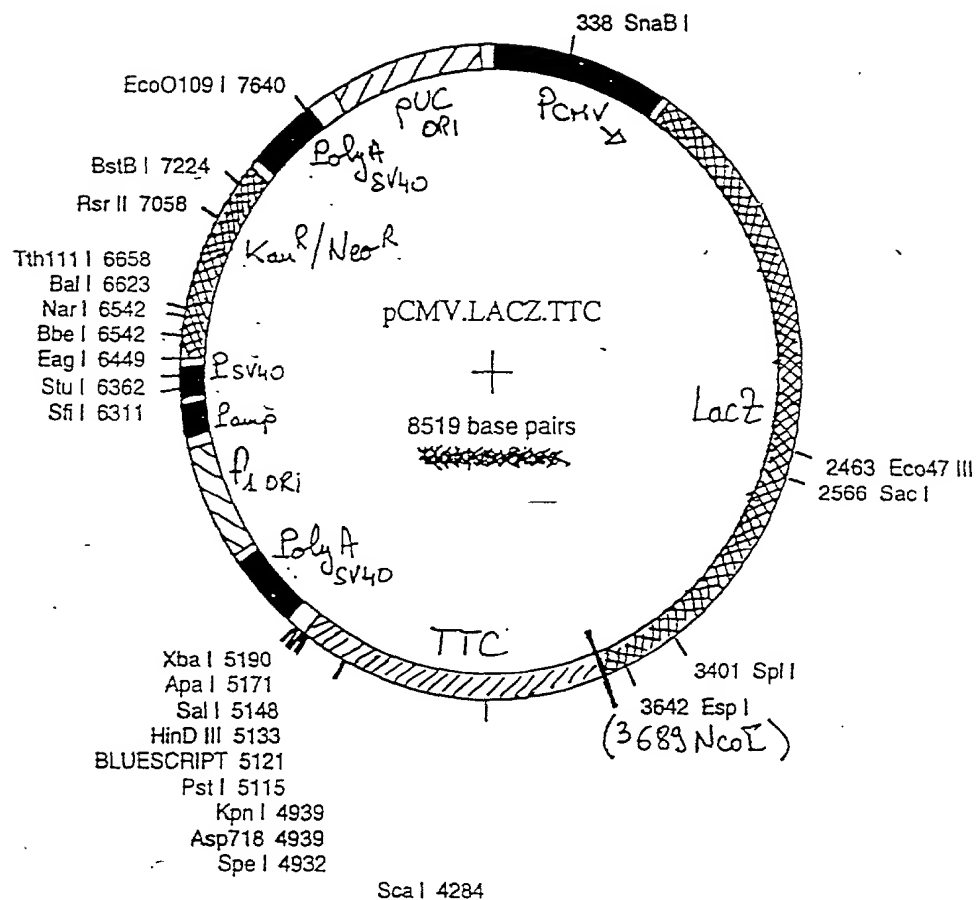 338 SnaB I
EcoO109 I 7640
pUC
ORI
PCMV
PolyA
SV40
BstB I 7224
Rsr II 7058
KanR/NeoR
Tth111 I 6658
Bal I 6623
Nar I 6542
Bbe I 6542
Eag I 6449
Stu I 6362
Sfi I 6311
pCMV.LACZ.TTC
+
8519 base pairs
PSV40
Pamp
f1 ORi
LacZ
2463 Eco47 III
2566 Sac I
PolyA
SV40
TTC
3401 Spl I
3642 Esp I
(3689 NcoI)
Xba I 5190
Apa I 5171
Sal I 5148
HinD III 5133
BLUESCRIPT 5121
Pst I 5115
Kpn I 4939
Asp718 4939
Spe I 4932
Sca I 4284